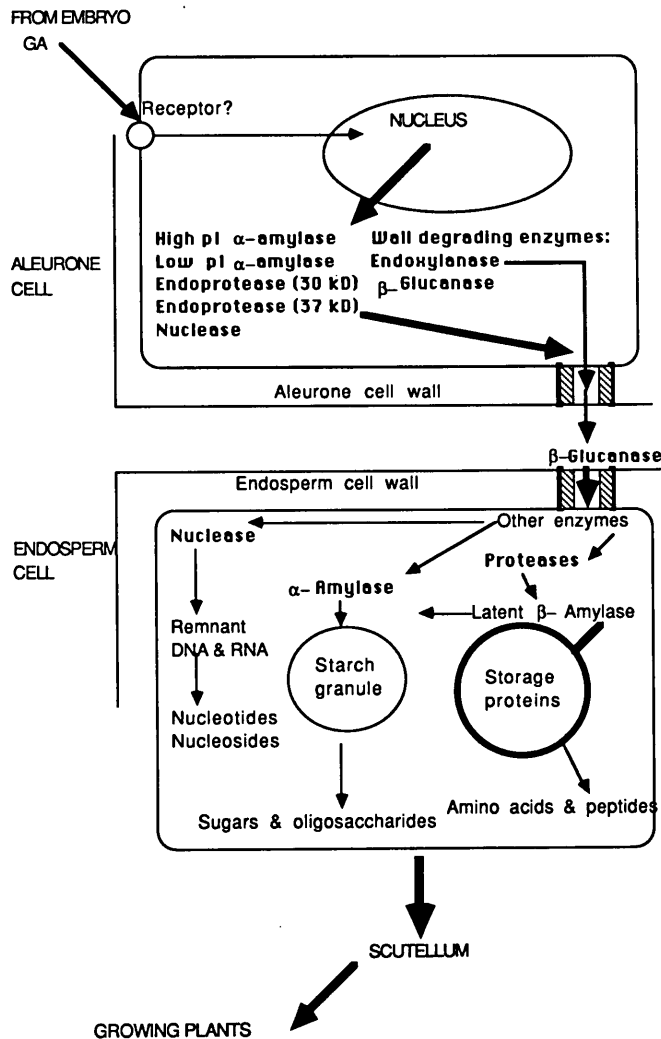 FROM EMBRYO
GA
Receptor?
NUCLEUS
High pI α-amylase
Low pI α-amylase
Endoprotease (30 kD)
Endoprotease (37 kD)
Nuclease
Wall degrading enzymes:
Endoxylanase
β-Glucanase
ALEURONE
CELL
Aleurone cell wall
β-Glucanase
Endosperm cell wall
ENDOSPERM
CELL
Other enzymes
Nuclease
Proteases
α-Amylase
Latent β-Amylase
Remnant
DNA & RNA
Starch
granule
Storage
proteins
Nucleotides
Nucleosides
Sugars & oligosaccharides
Amino acids & peptides
SCUTELLUM
GROWING PLANTS